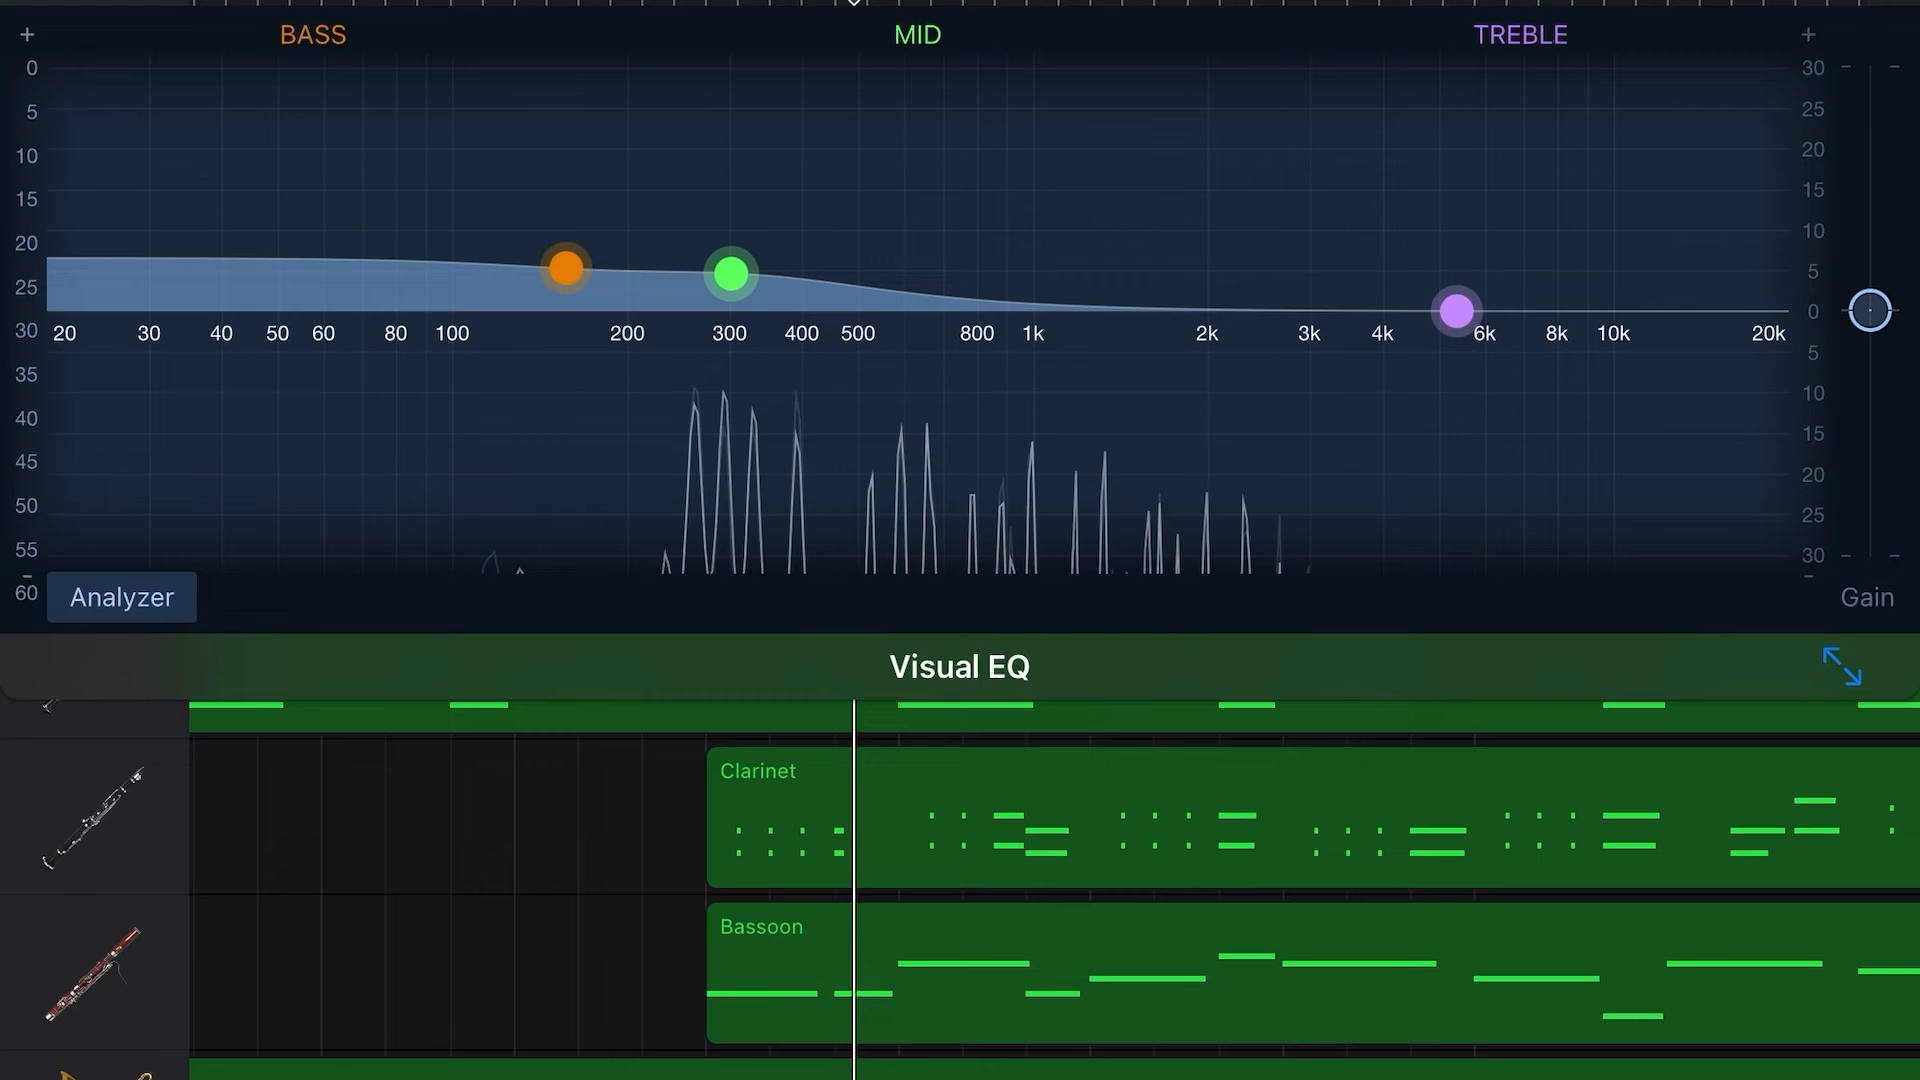 + BASS MID TREBLE +
0 30
5 25
10 20
15 15
20 10
25 5
0
30 20 30 40 50 60 80 100 200 300 400 500 800 1k 2k 3k 4k 6k 8k 10k 20k
35 5
40 10
45 15
50 20
55 25
30
- -
60 Analyzer Gain
Visual EQ
Clarinet
Bassoon